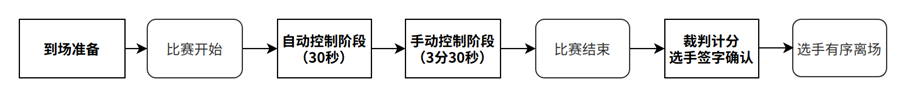 到场准备
比赛开始
自动控制阶段
（30秒）
手动控制阶段
（3分30秒）
比赛结束
裁判计分
选手签字确认
选手有序离场